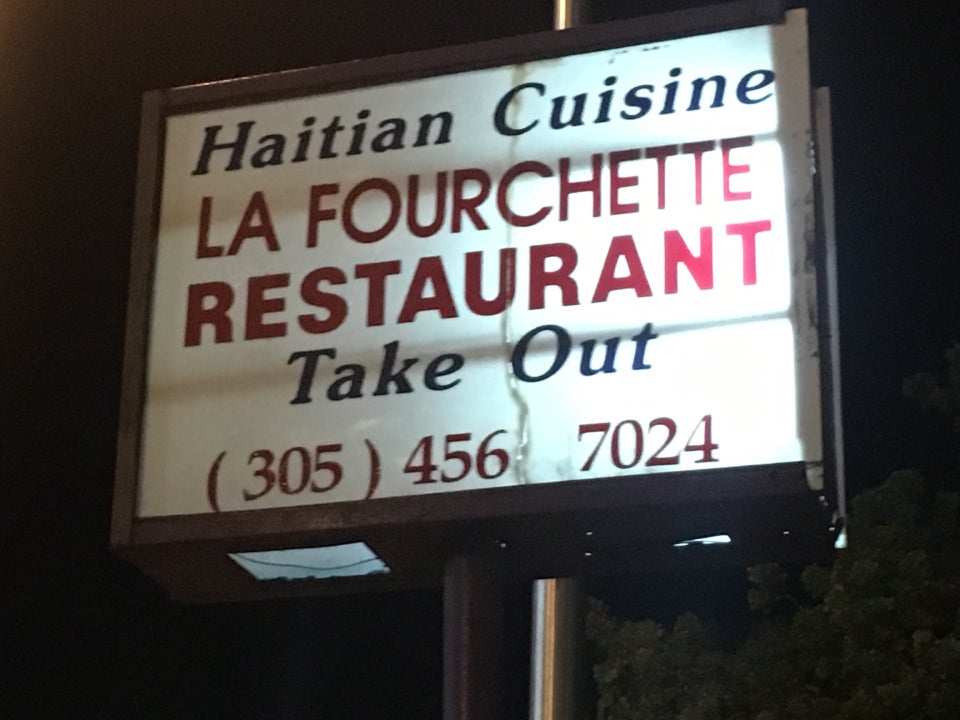 Haitian Cuisine
LA FOURCHETTE
RESTAURANT
Take Out
(305) 456 7024